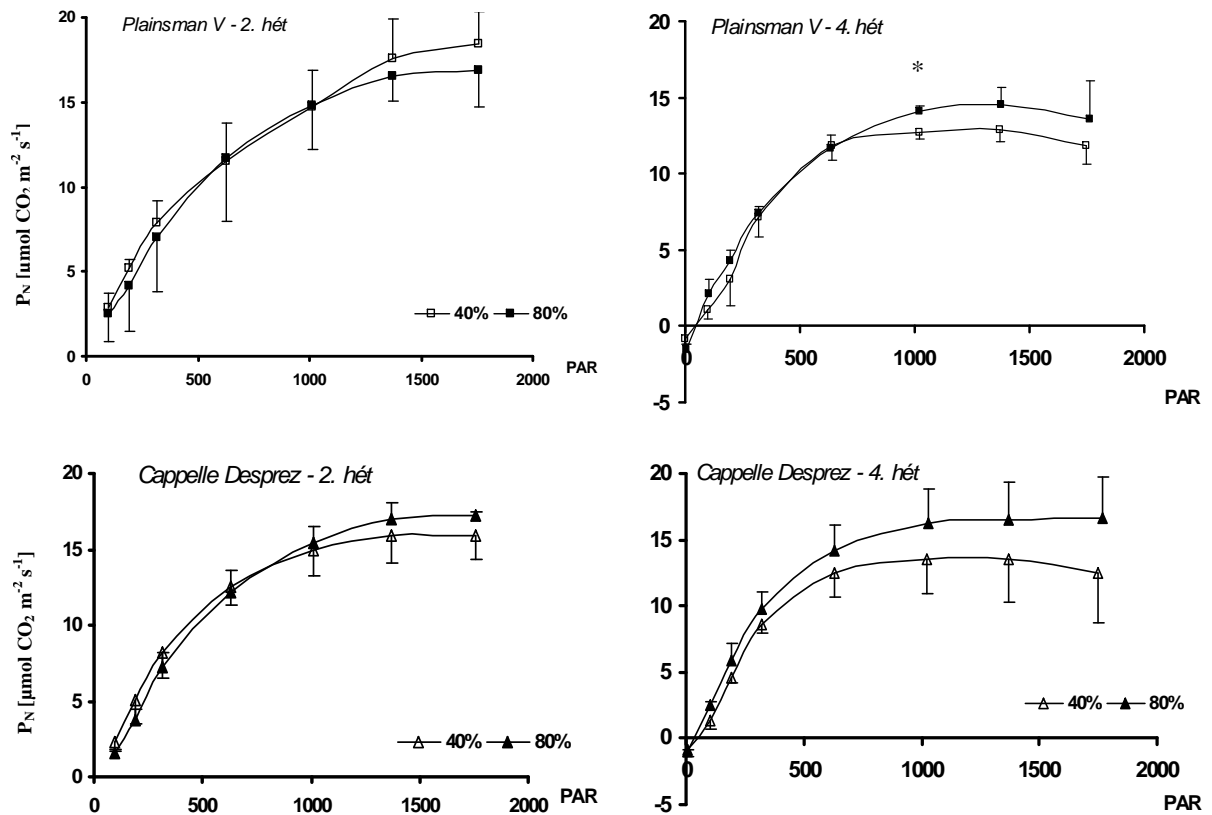 Plainsman V - 2. hét
20
15
10
5
0
P_N [µmol CO₂ m⁻² s⁻¹]
40% 80%
0 500 1000 1500 2000
PAR
Plainsman V - 4. hét
*
20
15
10
5
0
-5
500 1000 1500 2000
PAR
Cappelle Desprez - 2. hét
20
15
10
5
0
P_N [µmol CO₂ m⁻² s⁻¹]
40% 80%
0 500 1000 1500 2000
PAR
Cappelle Desprez - 4. hét
20
15
10
5
0
-5
40% 80%
0 500 1000 1500 2000
PAR